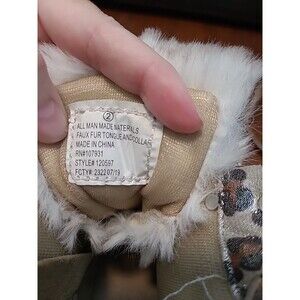 2
ALL MAN MADE MATERIALS
FAUX FUR TONGUE AND COLLAR
MADE IN CHINA
RN#107931
STYLE# 120597
FCTY# 2322 07/19